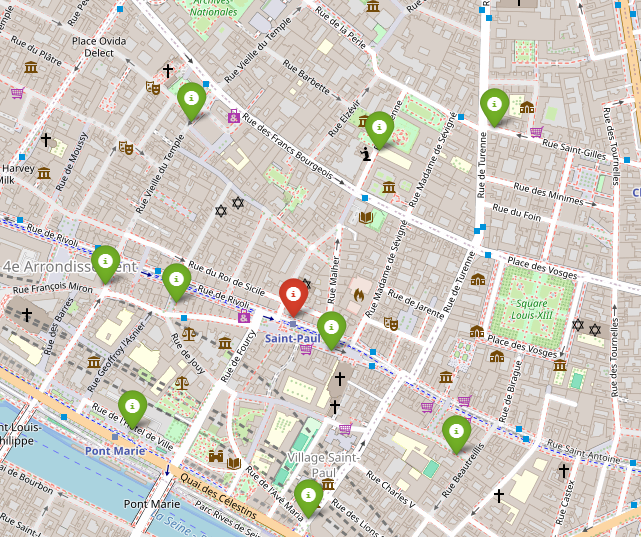 Archives-
Nationales
Rue de la Perle
Place Ovida
Delect
Rue du Plâtre
Rue Vieille du Temple
Rue Barbette
Rue Elzévir
Rue des Francs Bourgeois
Rue Madame de Sévigné
Rue de Turenne
Rue Saint-Gilles
Rue des Tournelles
Rue de Moussy
Rue Vieille du Temple
Harvey
Milk
Rue des Minimes
Rue du Foin
Rue de Rivoli
4e Arrondissement
Rue du Roi de Sicile
Rue Malher
Rue Madame de Sévigné
Rue de Turenne
Place des Vosges
Rue François Miron
Rue de Rivoli
Rue de Jarente
Square
Louis-XIII
Saint-Paul
Place des Vosges
Rue des Barres
Rue Geoffroy l'Asnier
Rue de Jouy
Rue de Fourcy
Rue de Birague
Rue des Tournelles
Rue de l'Hôtel de Ville
Pont Marie
Village Saint-
Paul
Rue Saint Antoine
Rue Beautreillis
Rue Charles V
Rue Castex
Quai des Célestins
Rue de l'Avé Maria
Rue des Lions
Pont Marie
Parc Rives de Sein
La Seine